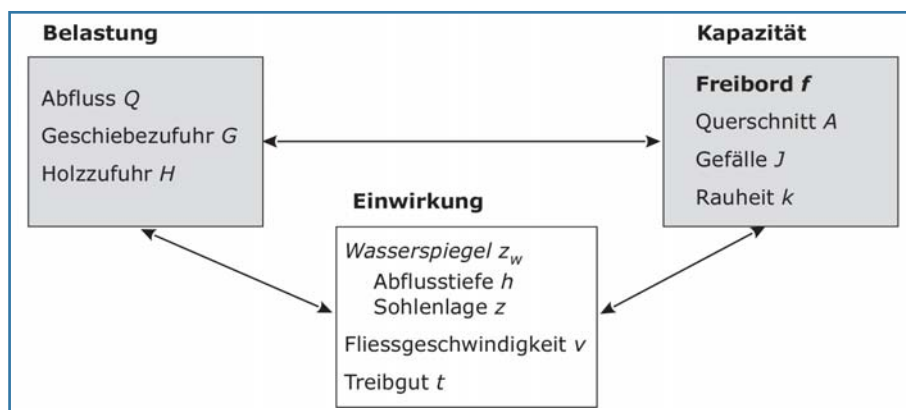 Belastung
Abfluss Q
Geschiebezufuhr G
Holzzufuhr H
Kapazität
Freibord f
Querschnitt A
Gefälle J
Rauheit k
Einwirkung
Wasserspiegel z_w
Abflusstiefe h
Sohlenlage z
Fliessgeschwindigkeit v
Treibgut t